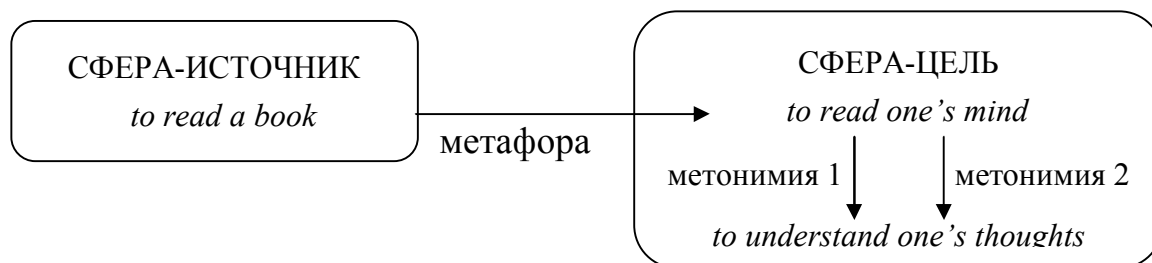 СФЕРА-ИСТОЧНИК
to read a book
метафора
СФЕРА-ЦЕЛЬ
to read one’s mind
метонимия 1
метонимия 2
to understand one’s thoughts